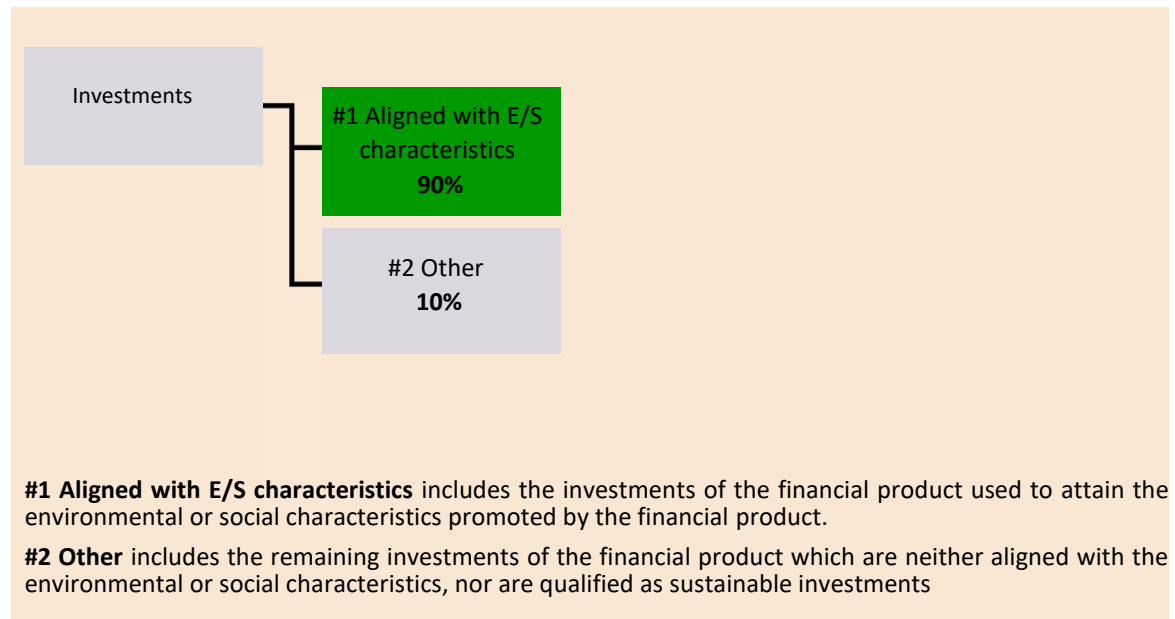 Investments
#1 Aligned with E/S
characteristics
90%
#2 Other
10%
#1 Aligned with E/S characteristics includes the investments of the financial product used to attain the
environmental or social characteristics promoted by the financial product.
#2 Other includes the remaining investments of the financial product which are neither aligned with the
environmental or social characteristics, nor are qualified as sustainable investments